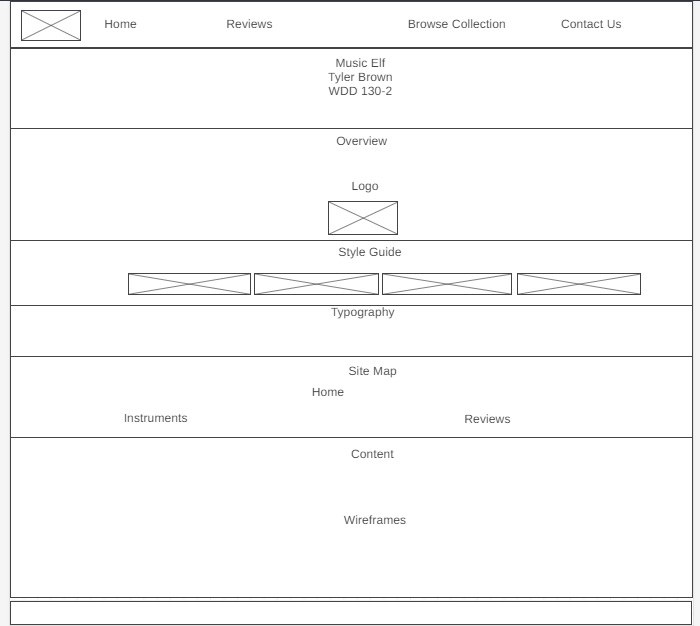 Home Reviews Browse Collection Contact Us
Music Elf
Tyler Brown
WDD 130-2
Overview
Logo
Style Guide
Typography
Site Map
Home
Instruments Reviews
Content
Wireframes